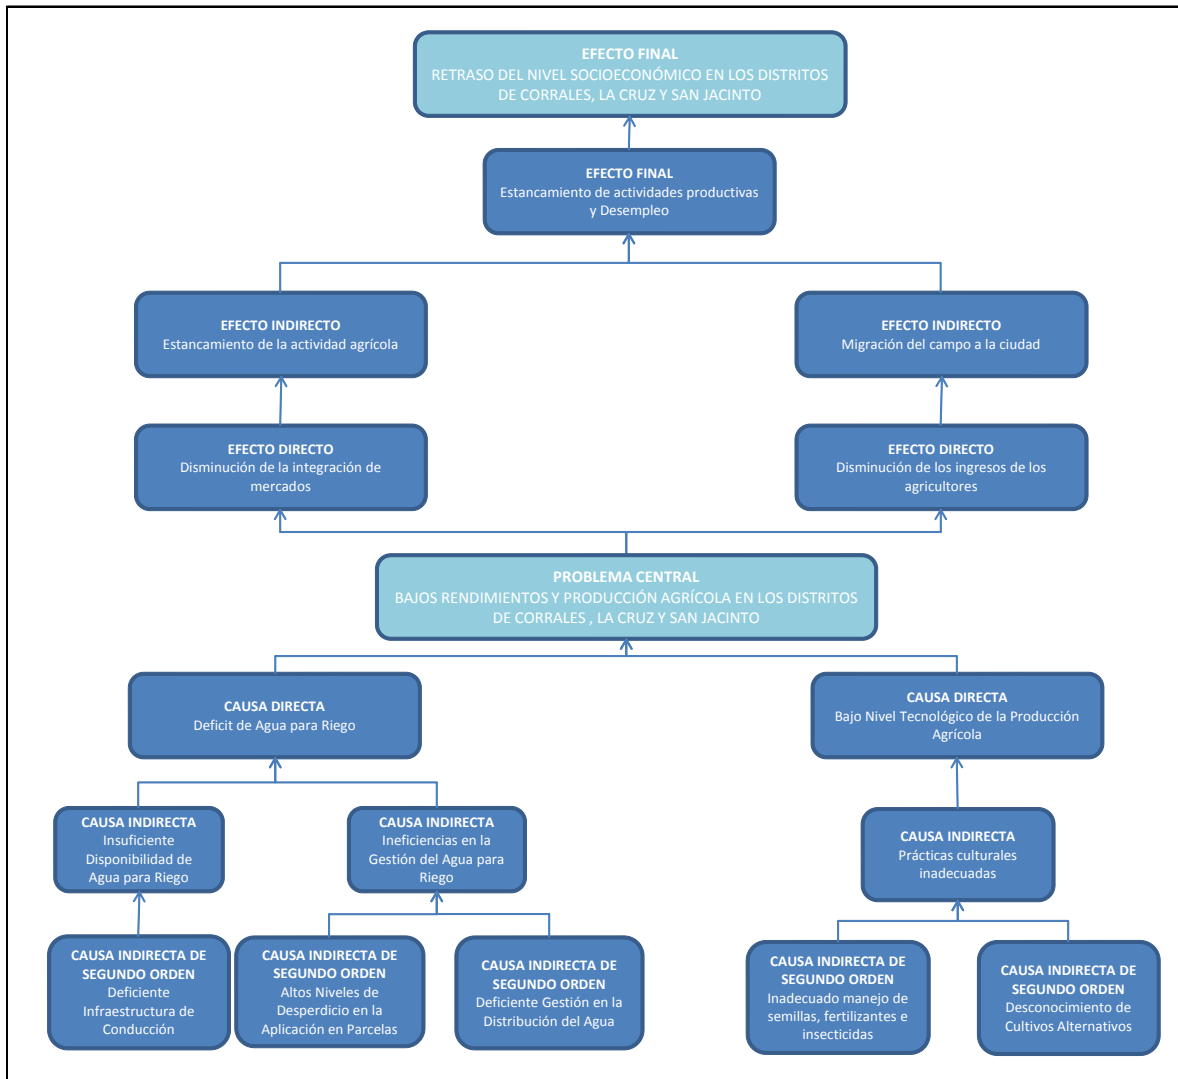 EFECTO FINAL
RETRASO DEL NIVEL SOCIOECONÓMICO EN LOS DISTRITOS
DE CORRALES, LA CRUZ Y SAN JACINTO
EFECTO FINAL
Estancamiento de actividades productivas
y Desempleo
EFECTO INDIRECTO
Estancamiento de la actividad agrícola
EFECTO INDIRECTO
Migración del campo a la ciudad
EFECTO DIRECTO
Disminución de la integración de
mercados
EFECTO DIRECTO
Disminución de los ingresos de los
agricultores
PROBLEMA CENTRAL
BAJOS RENDIMIENTOS Y PRODUCCIÓN AGRÍCOLA EN LOS DISTRITOS
DE CORRALES , LA CRUZ Y SAN JACINTO
CAUSA DIRECTA
Deficit de Agua para Riego
CAUSA DIRECTA
Bajo Nivel Tecnológico de la Producción
Agrícola
CAUSA INDIRECTA
Insuficiente
Disponibilidad de
Agua para Riego
CAUSA INDIRECTA
Ineficiencias en la
Gestión del Agua para
Riego
CAUSA INDIRECTA
Prácticas culturales
inadecuadas
CAUSA INDIRECTA DE
SEGUNDO ORDEN
Deficiente
Infraestructura de
Conducción
CAUSA INDIRECTA DE
SEGUNDO ORDEN
Altos Niveles de
Desperdicio en la
Aplicación en Parcelas
CAUSA INDIRECTA DE
SEGUNDO ORDEN
Deficiente Gestión en la
Distribución del Agua
CAUSA INDIRECTA DE
SEGUNDO ORDEN
Inadecuado manejo de
semillas, fertilizantes e
insecticidas
CAUSA INDIRECTA DE
SEGUNDO ORDEN
Desconocimiento de
Cultivos Alternativos